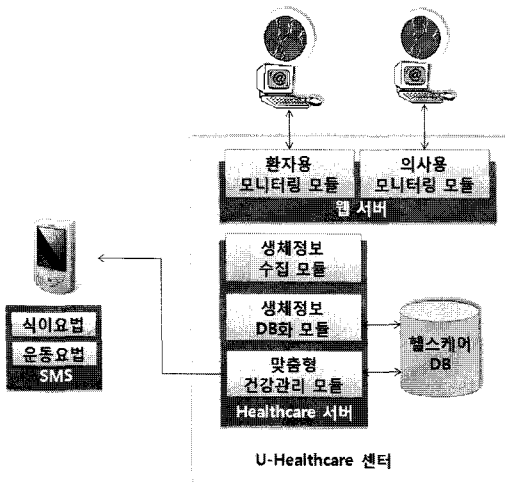 @
@
환자용
모니터링 모듈
의사용
모니터링 모듈
웹 서버
생체정보
수집 모듈
생체정보
DB화 모듈
맞춤형
건강관리 모듈
Healthcare 서버
헬스케어
DB
식이요법
운동요법
SMS
U-Healthcare 센터